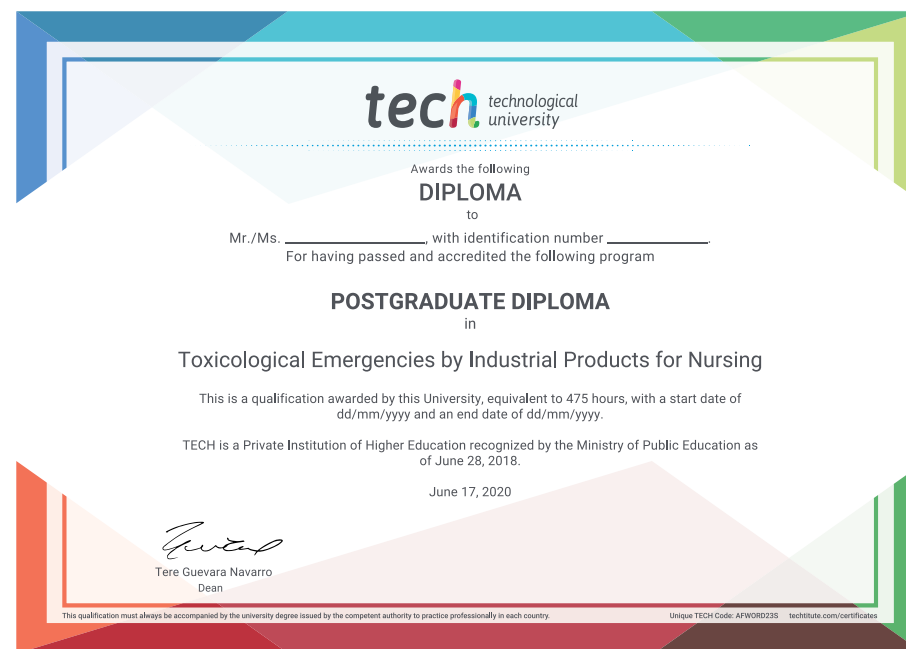 tech technological
university
Awards the following
DIPLOMA
to
Mr./Ms. ____________________, with identification number ______________.
For having passed and accredited the following program
POSTGRADUATE DIPLOMA
in
Toxicological Emergencies by Industrial Products for Nursing
This is a qualification awarded by this University, equivalent to 475 hours, with a start date of
dd/mm/yyyy and an end date of dd/mm/yyyy.
TECH is a Private Institution of Higher Education recognized by the Ministry of Public Education as
of June 28, 2018.
June 17, 2020
Tere Guevara Navarro
Dean
This qualification must always be accompanied by the university degree issued by the competent authority to practice professionally in each country. Unique TECH Code: AFWORD23S techtitute.com/certificates